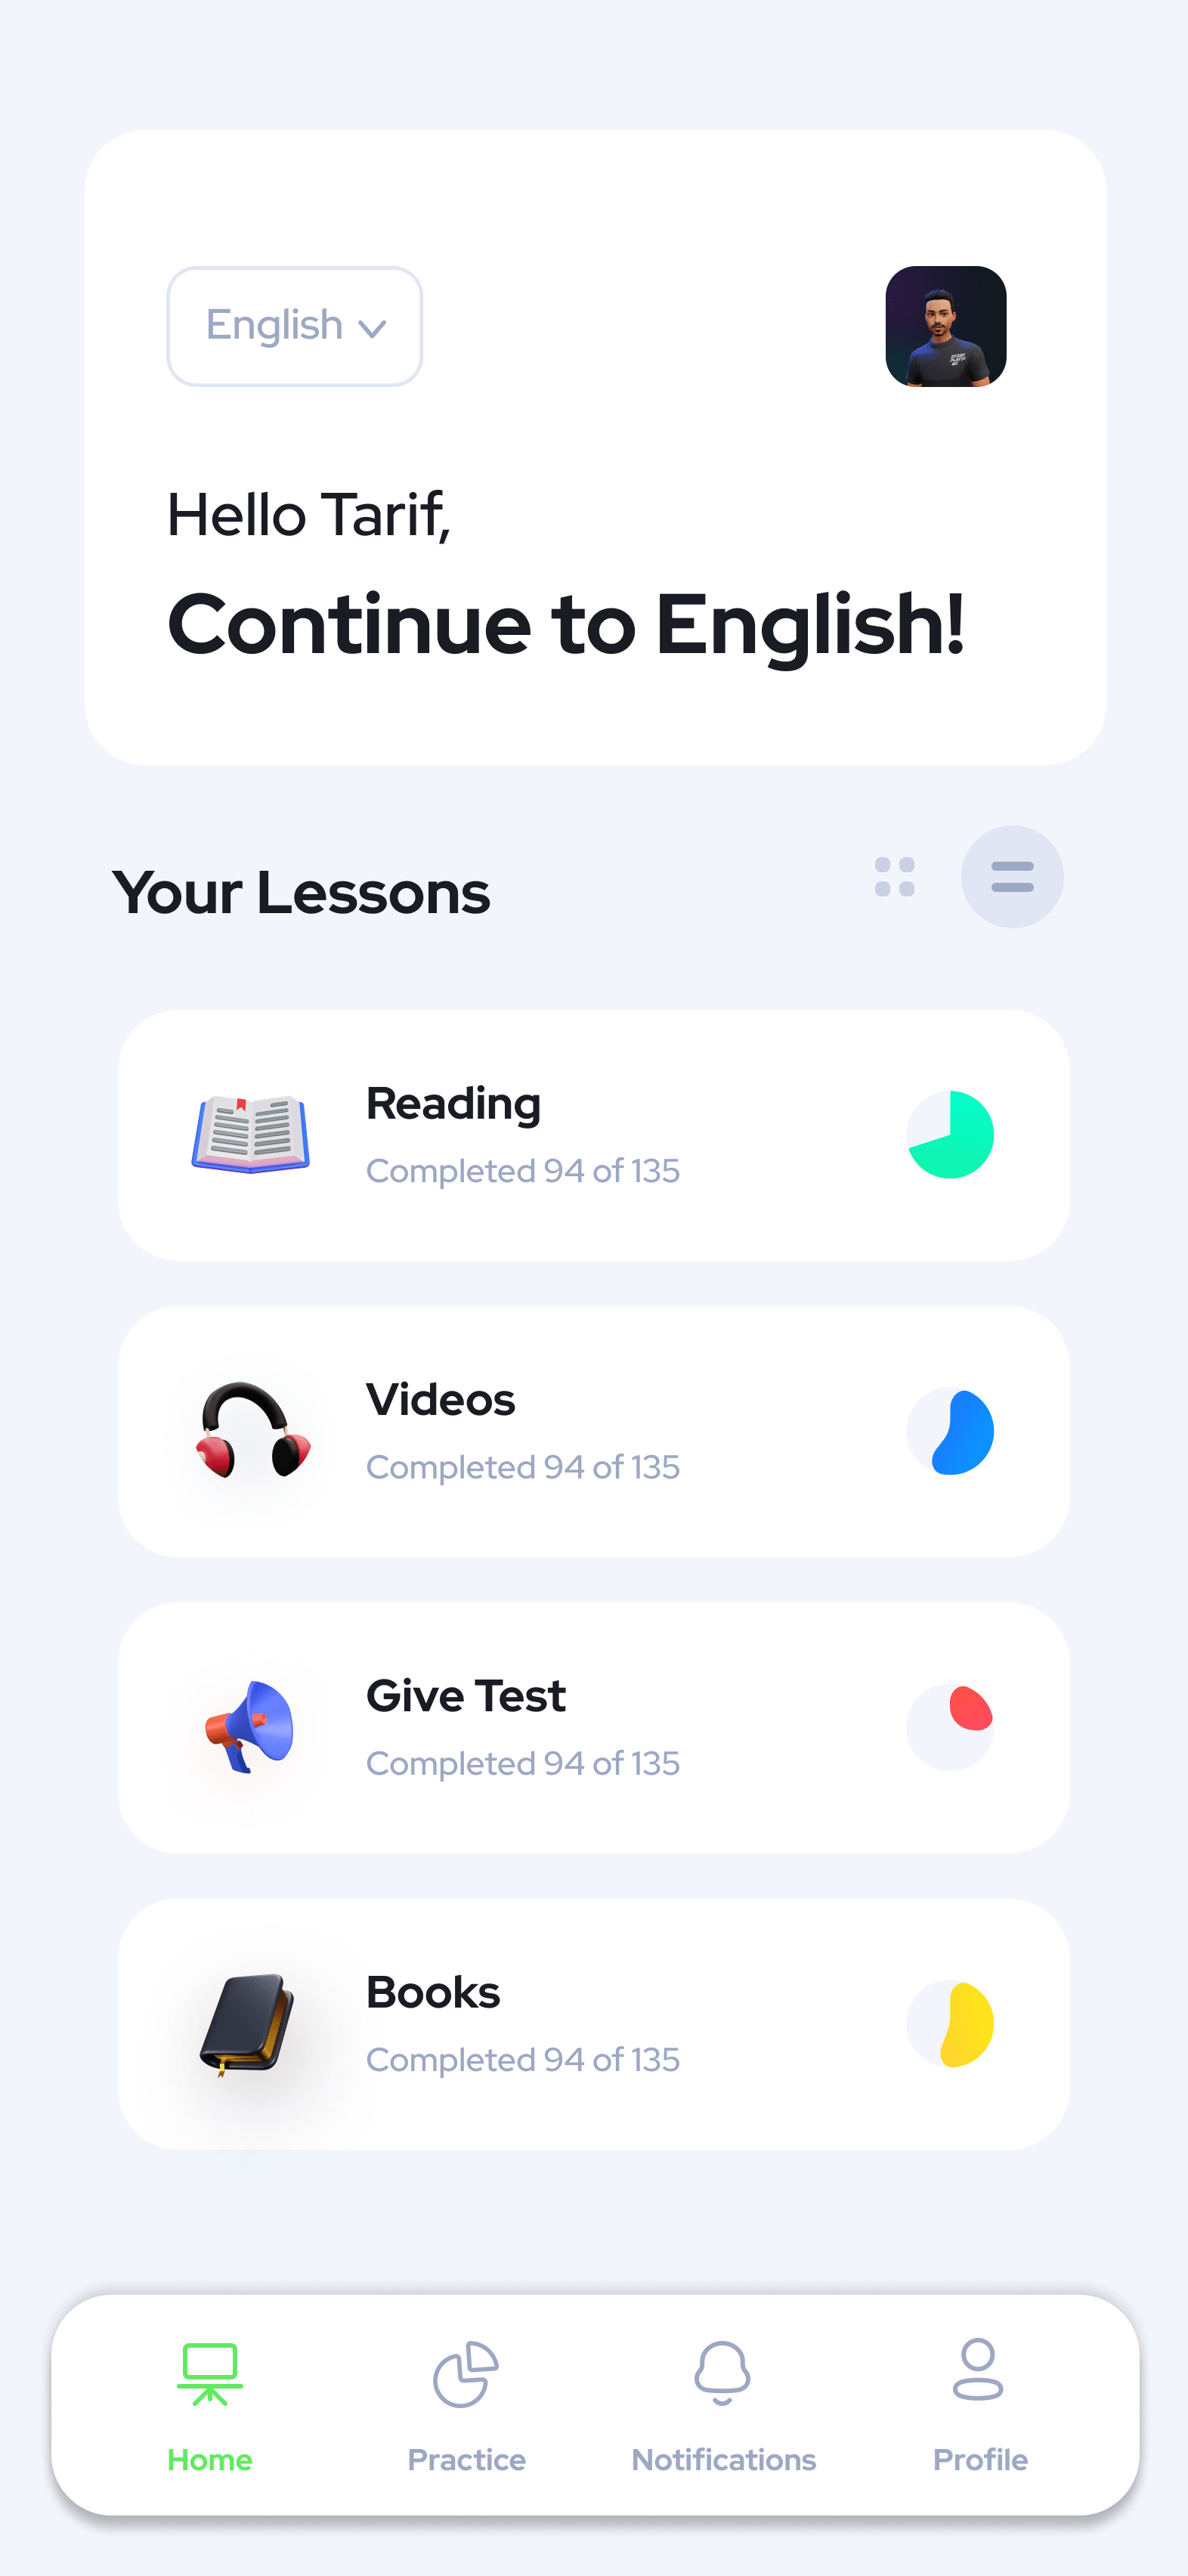 English
Hello Tarif,
Continue to English!
Your Lessons
Reading
Completed 94 of 135
Videos
Completed 94 of 135
Give Test
Completed 94 of 135
Books
Completed 94 of 135
Home
Practice
Notifications
Profile